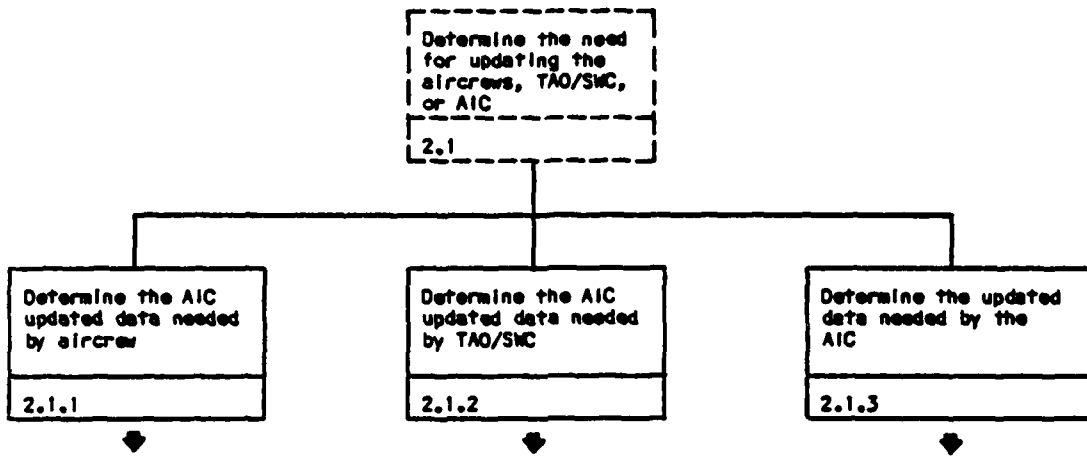 Determine the need
for updating the
aircrews, TAO/SWC,
or AIC
2.1
Determine the AIC
updated data needed
by aircrew
2.1.1
Determine the AIC
updated data needed
by TAO/SWC
2.1.2
Determine the updated
data needed by the
AIC
2.1.3